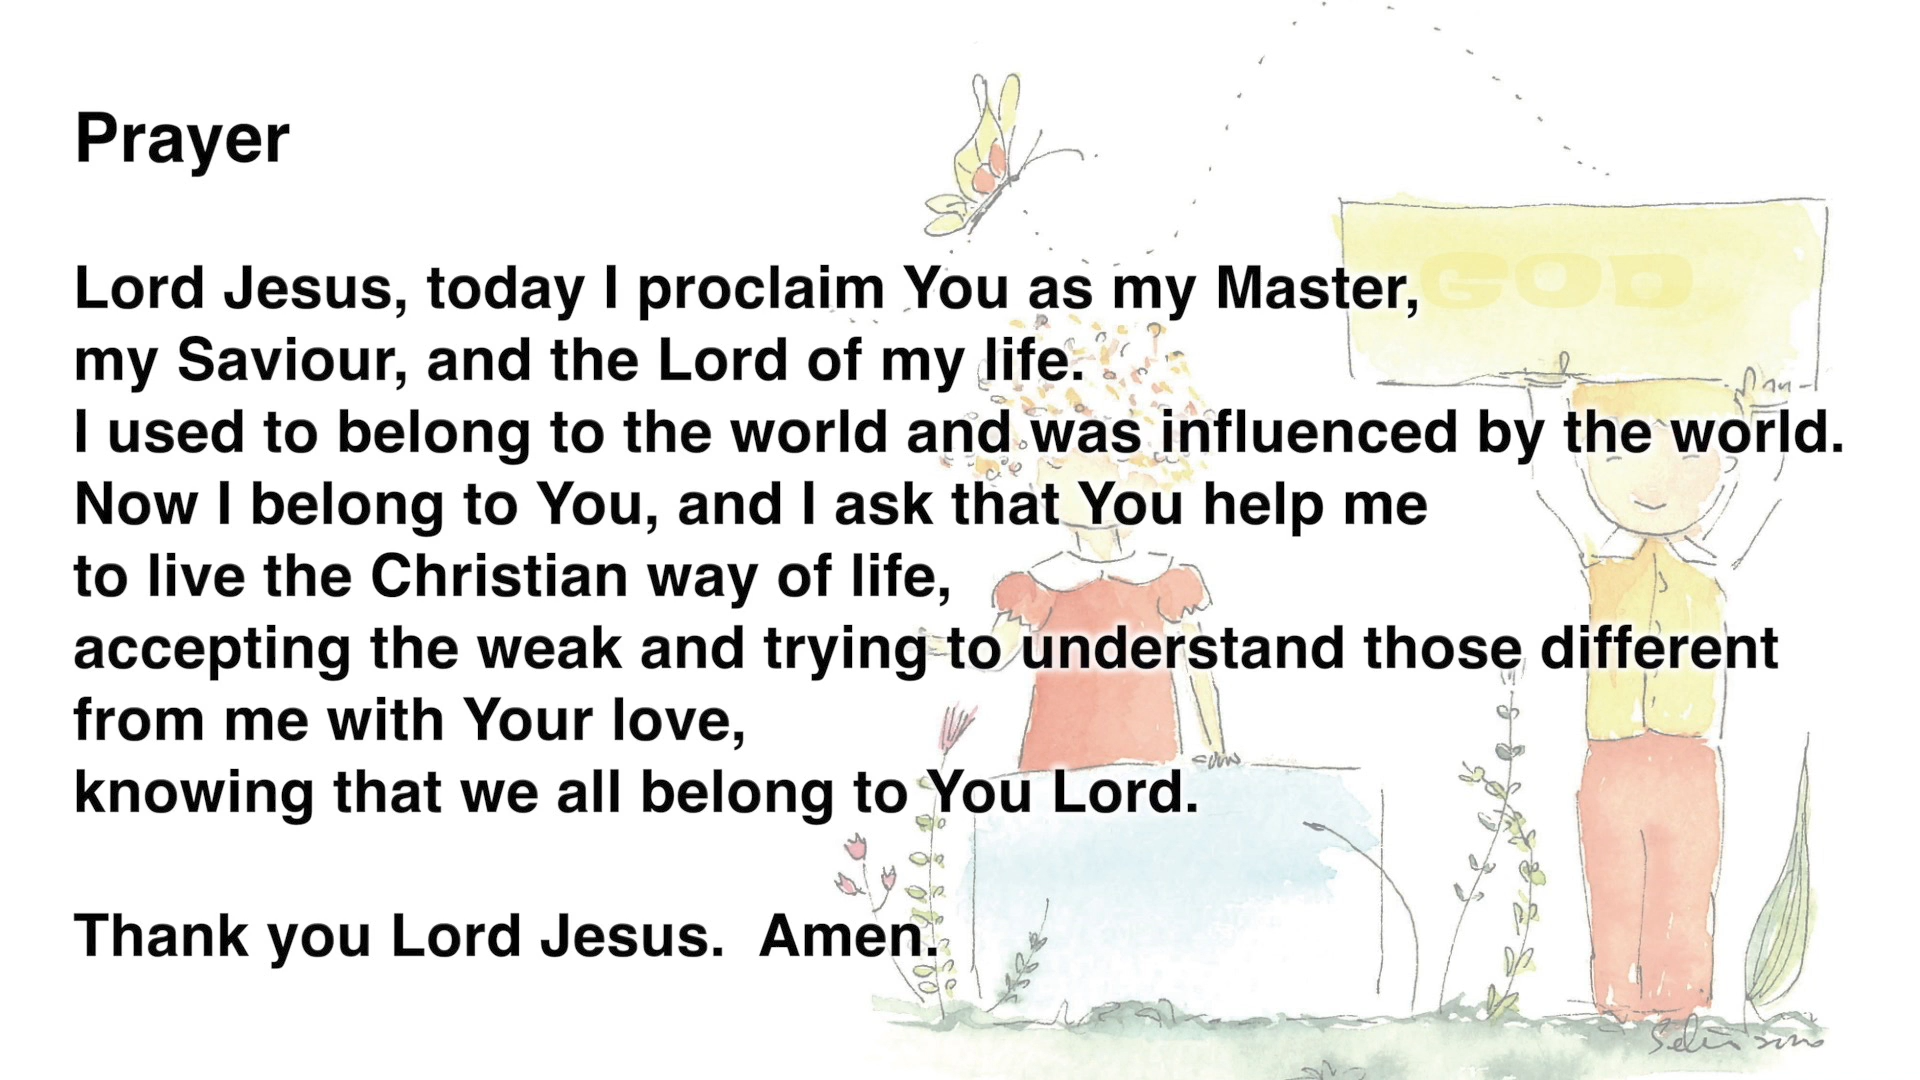 Prayer
GOD
Lord Jesus, today I proclaim You as my Master,
my Saviour, and the Lord of my life.
I used to belong to the world and was influenced by the world.
Now I belong to You, and I ask that You help me
to live the Christian way of life,
accepting the weak and trying to understand those different
from me with Your love,
knowing that we all belong to You Lord.
Thank you Lord Jesus.  Amen.